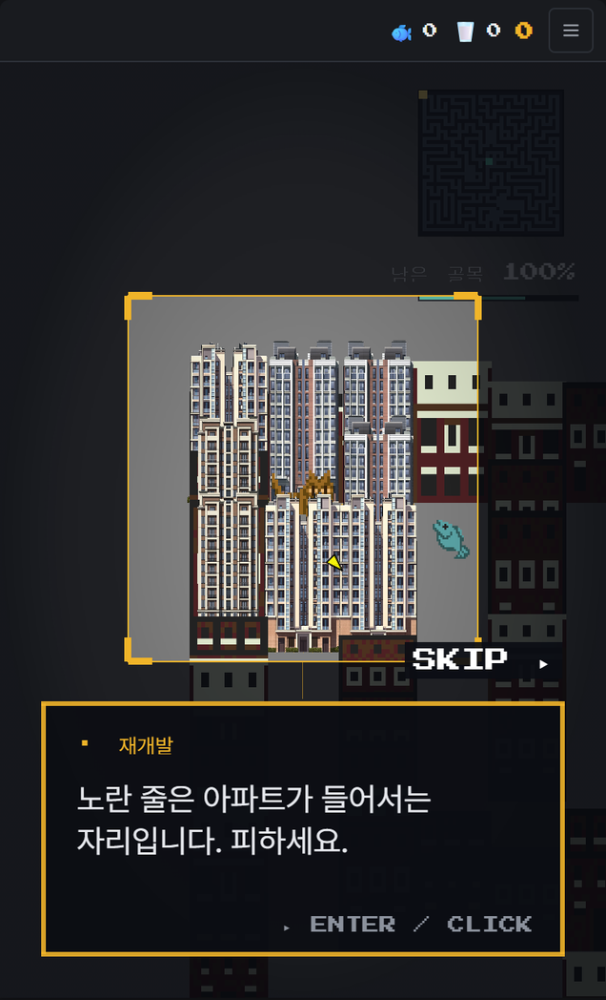 0 0 0
남은 골목 100%
SKIP ▸
재개발
노란 줄은 아파트가 들어서는
자리입니다. 피하세요.
▸ ENTER / CLICK